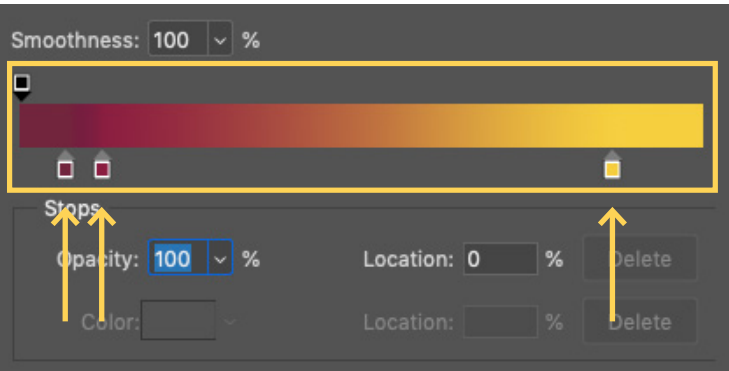 Smoothness: 100 %
Stops
Opacity: 100 % Location: 0 % Delete
Color: Location: % Delete